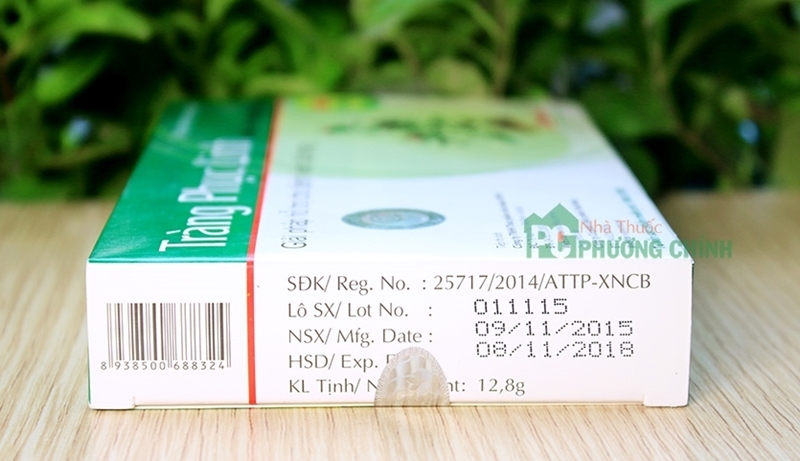 Tràng Phục Linh
Nhà Thuốc
PC PHƯƠNG CHÍNH
SĐK/ Reg. No. : 25717/2014/ATTP-XNCB
Lô SX/ Lot No. : 011115
NSX/ Mfg. Date : 09/11/2015
HSD/ Exp. 08/11/2018
KL Tịnh/ 12,8g
8 938500 688324